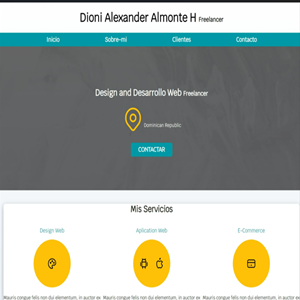 Dioni Alexander Almonte H Freelancer
Inicio Sobre-mi Clientes Contacto
Design and Desarrollo Web Freelancer
Dominican Republic
CONTACTAR
Mis Servicios
Design Web Aplication Web E-Commerce
Mauris congue felis non dui elementum, in auctor ex Mauris congue felis non dui elementum, in auctor ex Mauris congue felis non dui elementum, in auctor ex